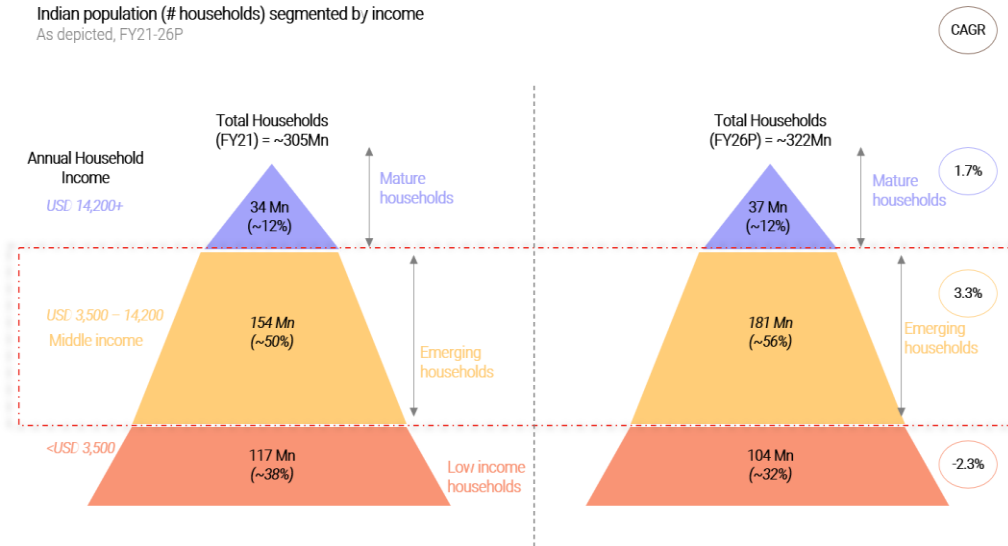 Indian population (# households) segmented by income
As depicted, FY21-26P
CAGR
Total Households
(FY21) = ~305Mn
Total Households
(FY26P) = ~322Mn
Annual Household
Income
USD 14,200+
34 Mn
(~12%)
Mature
households
37 Mn
(~12%)
Mature
households
1.7%
USD 3,500 – 14,200
Middle income
154 Mn
(~50%)
Emerging
households
181 Mn
(~56%)
Emerging
households
3.3%
<USD 3,500
117 Mn
(~38%)
Low income
households
104 Mn
(~32%)
-2.3%